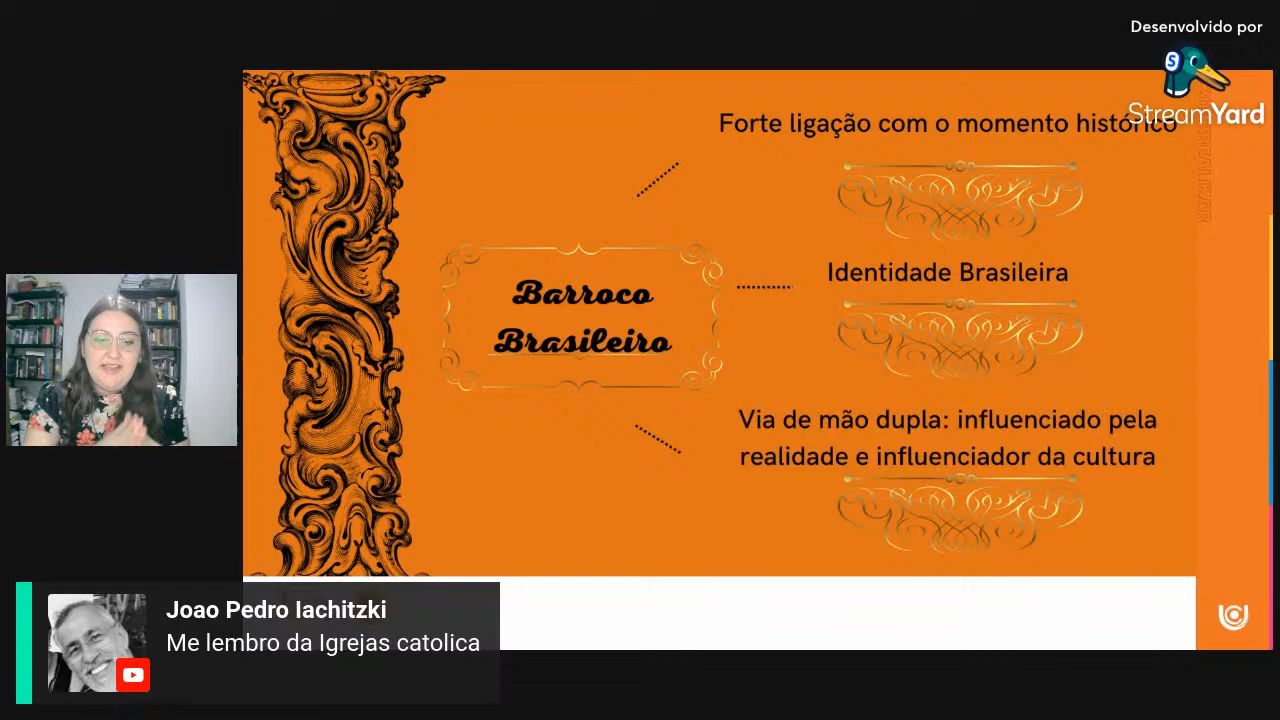 Desenvolvido por
StreamYard
Forte ligação com o momento histórico
Identidade Brasileira
Barroco
Brasileiro
Via de mão dupla: influenciado pela
realidade e influenciador da cultura
Joao Pedro Iachitzki
Me lembro da Igrejas catolica